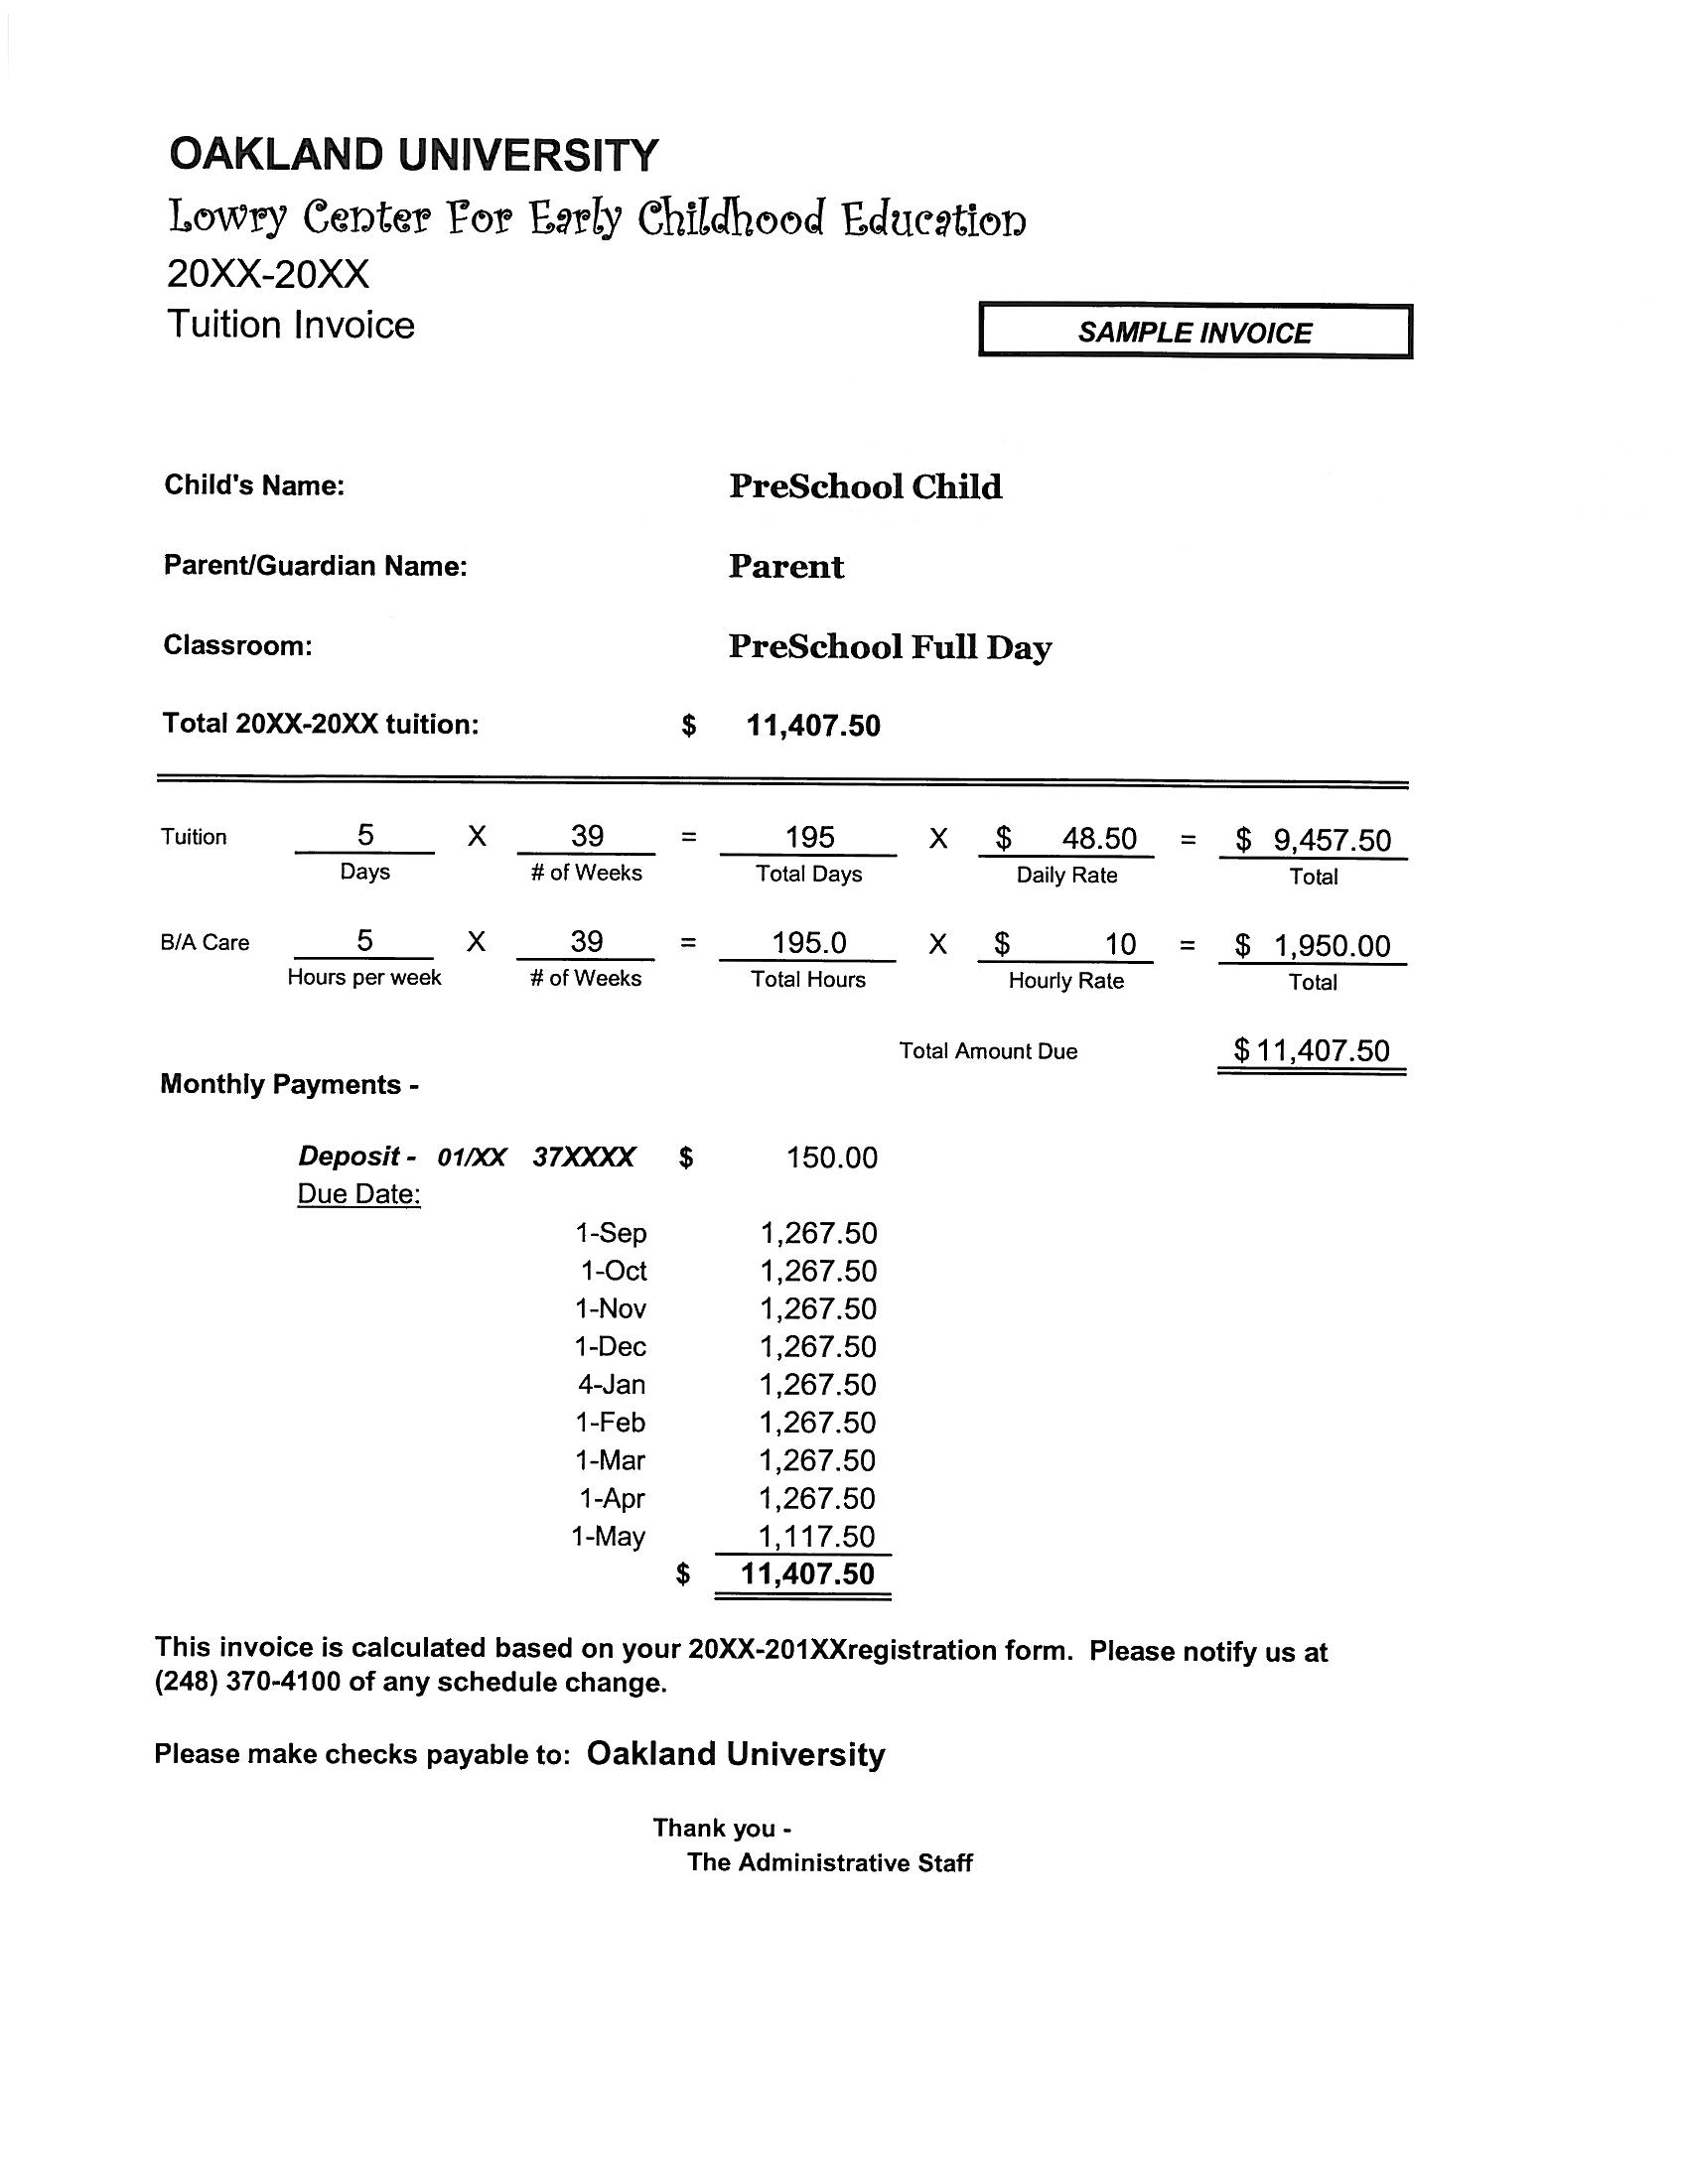 OAKLAND UNIVERSITY
Lowry Center For Early Childhood Education
20XX-20XX
Tuition Invoice
SAMPLE INVOICE
Child's Name: PreSchool Child
Parent/Guardian Name: Parent
Classroom: PreSchool Full Day
Total 20XX-20XX tuition: $ 11,407.50
Tuition 5 X 39 = 195 X $ 48.50 = $ 9,457.50
Days # of Weeks Total Days Daily Rate Total
B/A Care 5 X 39 = 195.0 X $ 10 = $ 1,950.00
Hours per week # of Weeks Total Hours Hourly Rate Total
Total Amount Due $ 11,407.50
Monthly Payments -
Deposit - 01/XX 37XXXX $ 150.00
Due Date:
1-Sep 1,267.50
1-Oct 1,267.50
1-Nov 1,267.50
1-Dec 1,267.50
4-Jan 1,267.50
1-Feb 1,267.50
1-Mar 1,267.50
1-Apr 1,267.50
1-May 1,117.50
$ 11,407.50
This invoice is calculated based on your 20XX-201XXregistration form. Please notify us at
(248) 370-4100 of any schedule change.
Please make checks payable to: Oakland University
Thank you -
The Administrative Staff